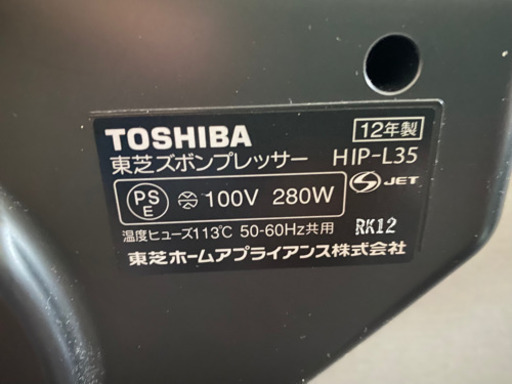 TOSHIBA 12年製
東芝ズボンプレッサー HIP-L35
PS E 100V 280W S JET
温度ヒューズ113℃ 50-60Hz共用 RK12
東芝ホームアプライアンス株式会社